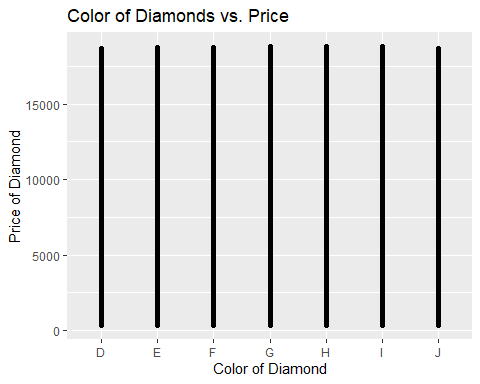 Color of Diamonds vs. Price
Price of Diamond
15000
10000
5000
0
D E F G H I J
Color of Diamond